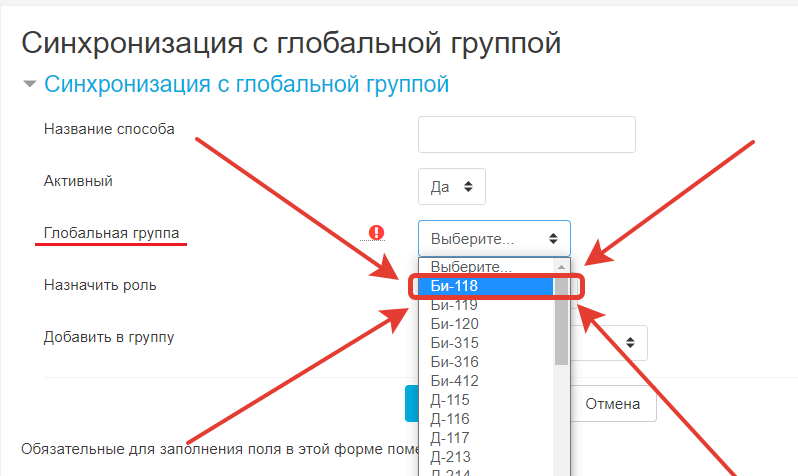 Синхронизация с глобальной группой
Синхронизация с глобальной группой
Название способа
Активный
Да
Глобальная группа
Выберите...
Выберите...
Би-118
Би-119
Би-120
Би-315
Би-316
Би-412
Д-115
Д-116
Д-117
Д-213
Д-214
Назначить роль
Добавить в группу
Отмена
Обязательные для заполнения поля в этой форме